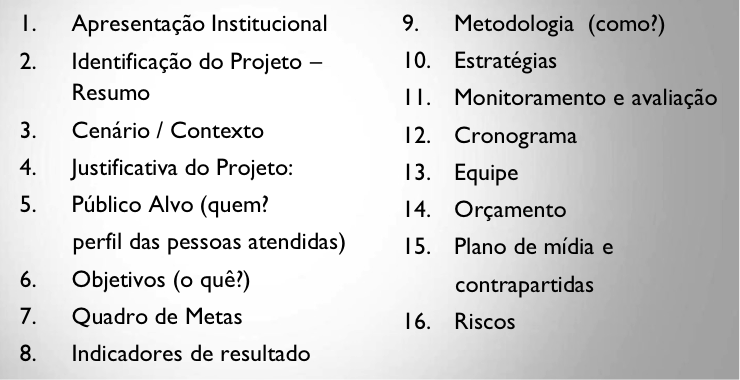 1. Apresentação Institucional
2. Identificação do Projeto –
Resumo
3. Cenário / Contexto
4. Justificativa do Projeto:
5. Público Alvo (quem?
perfil das pessoas atendidas)
6. Objetivos (o quê?)
7. Quadro de Metas
8. Indicadores de resultado
9. Metodologia (como?)
10. Estratégias
11. Monitoramento e avaliação
12. Cronograma
13. Equipe
14. Orçamento
15. Plano de mídia e
contrapartidas
16. Riscos